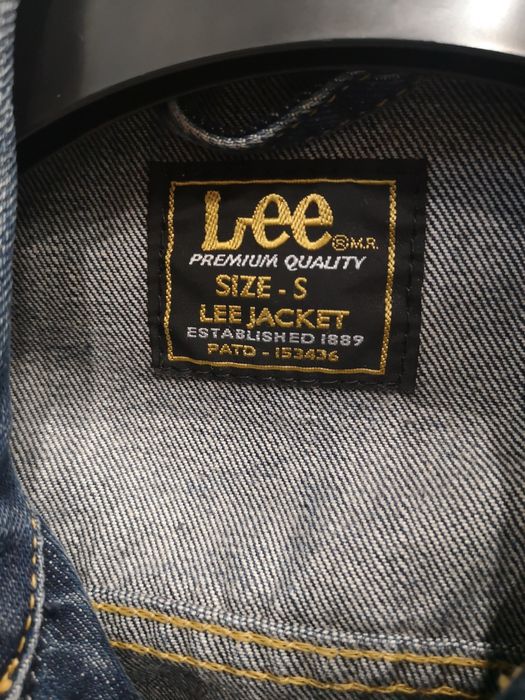 Lee ® M.R.
PREMIUM QUALITY
SIZE - S
LEE JACKET
ESTABLISHED 1889
PATD - 153436